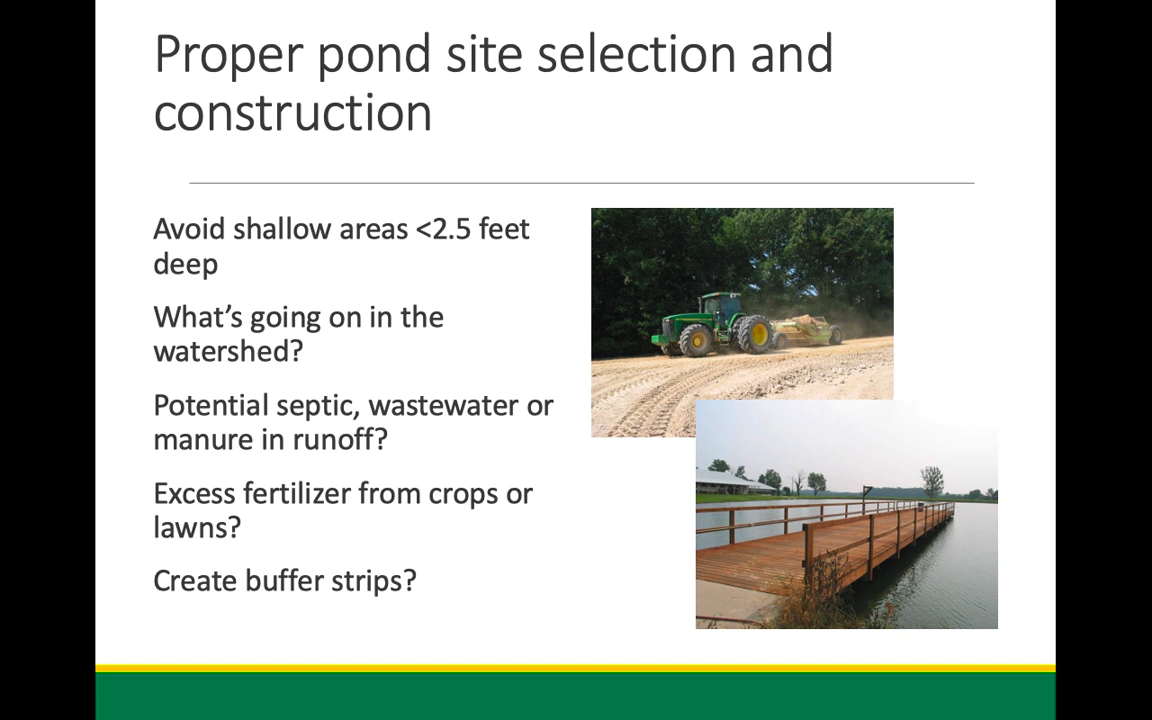 Proper pond site selection and
construction
Avoid shallow areas <2.5 feet
deep
What’s going on in the
watershed?
Potential septic, wastewater or
manure in runoff?
Excess fertilizer from crops or
lawns?
Create buffer strips?